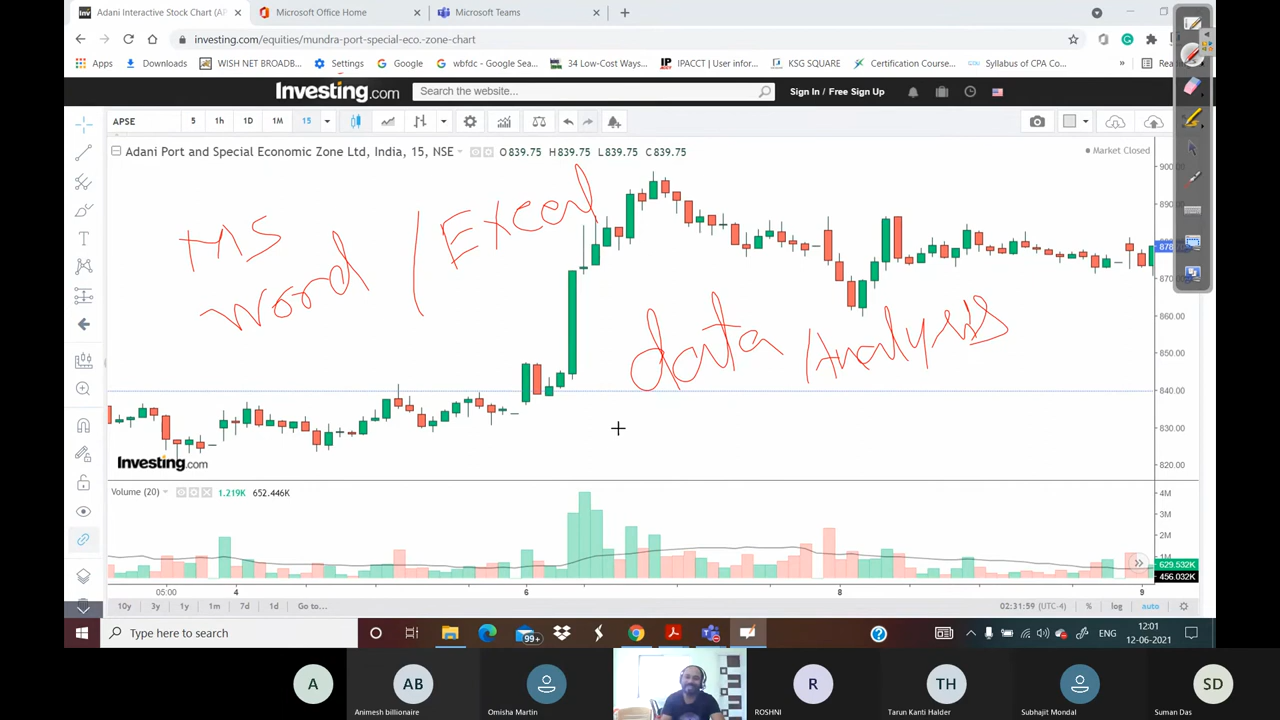 Adani Interactive Stock Chart (AP
Microsoft Office Home
Microsoft Teams
investing.com/equities/mundra-port-special-eco.-zone-chart
Apps
Downloads
WISH NET BROADB...
Settings
Google
wbfdc - Google Sea...
34 Low-Cost Ways...
IP IPACCT | User infor...
KSG SQUARE
Certification Course...
Syllabus of CPA Co...
»
Investing.com
Search the website...
Sign In / Free Sign Up
APSE
5 1h 1D 1M 15
Adani Port and Special Economic Zone Ltd, India, 15, NSE
O839.75 H839.75 L839.75 C839.75
Market Closed
900.00
MS
Word / Excel
data Analysis
870.00
860.00
850.00
840.00
830.00
820.00
Investing.com
Volume (20)
1.219K 652.446K
4M
3M
2M
1M
629.532K
456.032K
05:00 4 6 8 9
10y 3y 1y 1m 7d 1d Go to...
02:31:59 (UTC-4) % log auto
Type here to search
99+
ENG
12:01
12-06-2021
A
AB
R
TH
SD
Animesh billionaire
Omisha Martin
ROSHNI
Tarun Kanti Halder
Subhajit Mondal
Suman Das